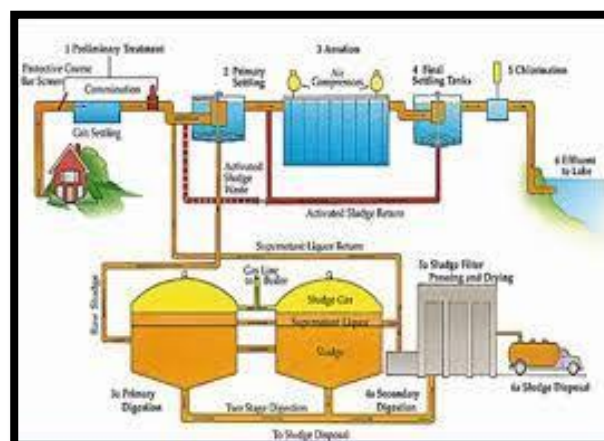 1 Preliminary Treatment
Protective Coarse
Bar Screen
Comminution
Grit Settling
2 Primary
Settling
3 Aeration
Air
Compressors
4 Final
Settling Tanks
5 Chlorination
6 Effluent
to Lake
Activated
Sludge
Waste
Activated Sludge Return
Supernatant Liquor Return
Gas Line
to Boiler
Raw Sludge
Sludge Gas
Supernatant Liquor
Sludge
5a Sludge Filter
Pressing and Drying
3a Primary
Digestion
Two Stage Digestion
4a Secondary
Digestion
6a Sludge Disposal
To Sludge Disposal